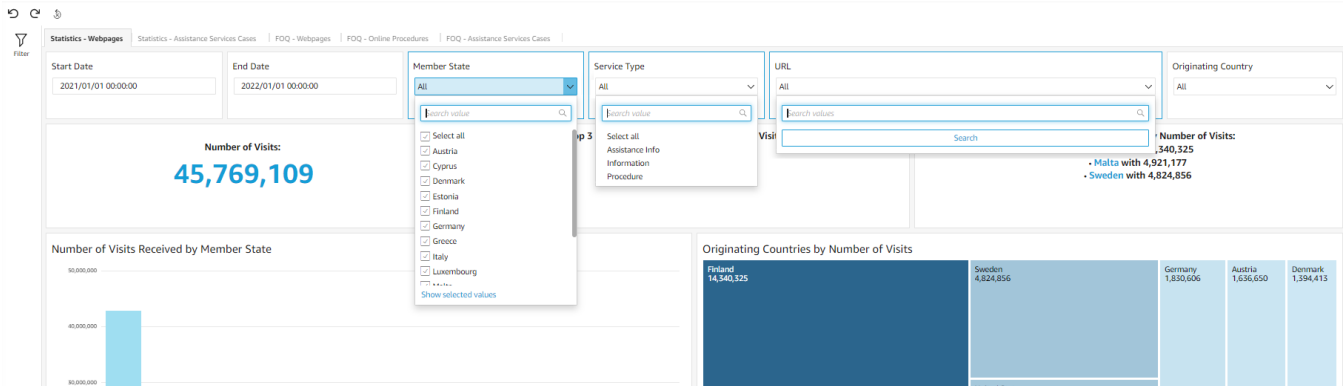 Filter
Statistics - Webpages
Statistics - Assistance Services Cases
FOQ - Webpages
FOQ - Online Procedures
FOQ - Assistance Services Cases
Start Date
2021/01/01 00:00:00
End Date
2022/01/01 00:00:00
Member State
All
Search value
Select all
Austria
Cyprus
Denmark
Estonia
Finland
Germany
Greece
Italy
Luxembourg
Show selected values
Service Type
All
Search value
Select all
Assistance Info
Information
Procedure
URL
All
Search values
Search
Originating Country
All
Number of Visits:
45,769,109
3
Number of Visits:
,340,325
• Malta with 4,921,177
• Sweden with 4,824,856
Number of Visits Received by Member State
50,000,000
40,000,000
30,000,000
Originating Countries by Number of Visits
Finland
14,340,325
Sweden
4,824,856
Germany
1,830,606
Austria
1,636,650
Denmark
1,394,413